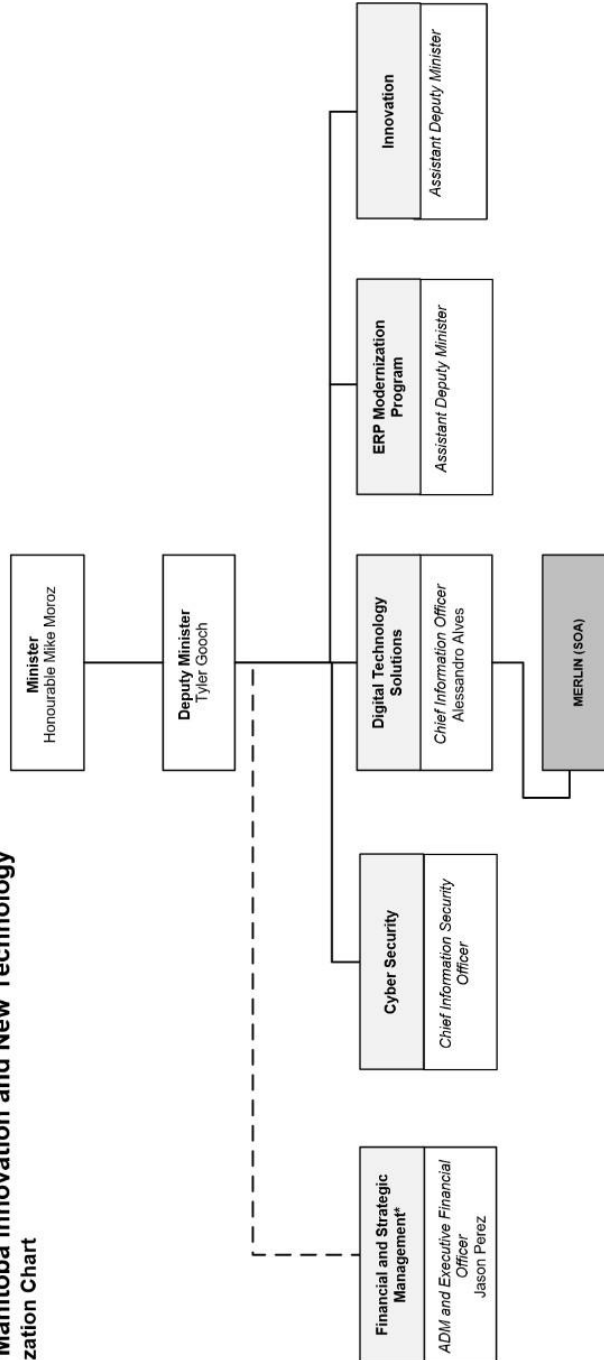 Manitoba Innovation and New Technology
zation Chart
Minister
Honourable Mike Moroz
Deputy Minister
Tyler Gooch
Financial and Strategic
Management*
ADM and Executive Financial
Officer
Jason Perez
Cyber Security
Chief Information Security
Officer
Digital Technology
Solutions
Chief Information Officer
Alessandro Alves
ERP Modernization
Program
Assistant Deputy Minister
Innovation
Assistant Deputy Minister
MERLIN (SOA)